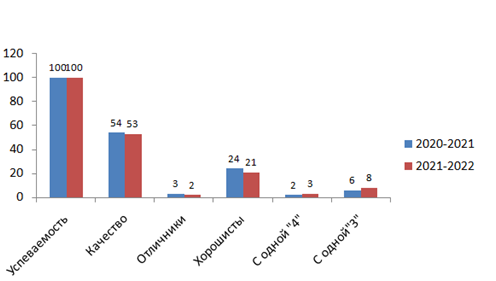 120
100
80
60
40
20
0
100 100
54 53
3 2
24 21
2 3
6 8
Успеваемость
Качество
Отличники
Хорошисты
С одной "4"
С одной"3"
2020-2021
2021-2022